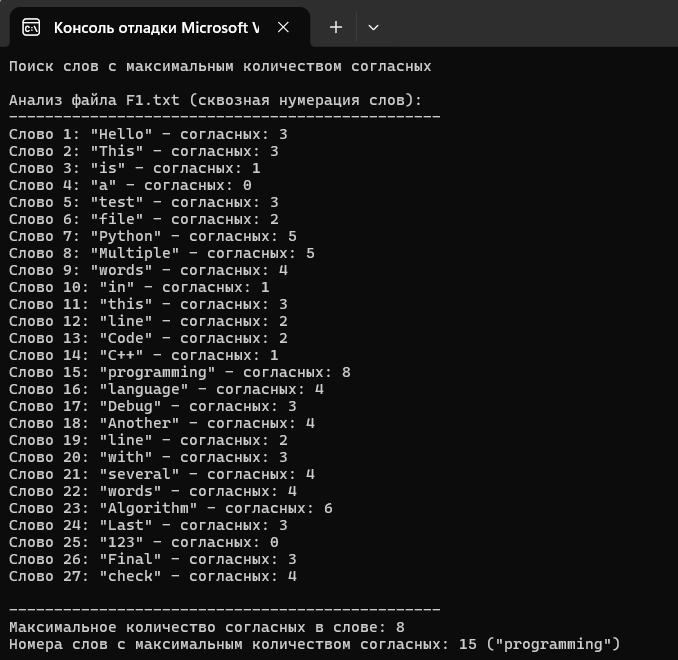 Консоль отладки Microsoft V
Поиск слов с максимальным количеством согласных
Анализ файла F1.txt (сквозная нумерация слов):
------------------------------------------------
Слово 1: "Hello" - согласных: 3
Слово 2: "This" - согласных: 3
Слово 3: "is" - согласных: 1
Слово 4: "a" - согласных: 0
Слово 5: "test" - согласных: 3
Слово 6: "file" - согласных: 2
Слово 7: "Python" - согласных: 5
Слово 8: "Multiple" - согласных: 5
Слово 9: "words" - согласных: 4
Слово 10: "in" - согласных: 1
Слово 11: "this" - согласных: 3
Слово 12: "line" - согласных: 2
Слово 13: "Code" - согласных: 2
Слово 14: "C++" - согласных: 1
Слово 15: "programming" - согласных: 8
Слово 16: "language" - согласных: 4
Слово 17: "Debug" - согласных: 3
Слово 18: "Another" - согласных: 4
Слово 19: "line" - согласных: 2
Слово 20: "with" - согласных: 3
Слово 21: "several" - согласных: 4
Слово 22: "words" - согласных: 4
Слово 23: "Algorithm" - согласных: 6
Слово 24: "Last" - согласных: 3
Слово 25: "123" - согласных: 0
Слово 26: "Final" - согласных: 3
Слово 27: "check" - согласных: 4
------------------------------------------------
Максимальное количество согласных в слове: 8
Номера слов с максимальным количеством согласных: 15 ("programming")